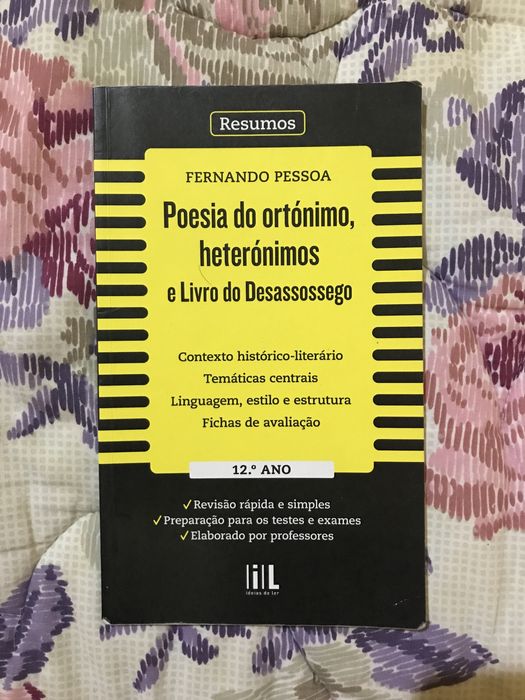 Resumos
FERNANDO PESSOA
Poesia do ortónimo,
heterónimos
e Livro do Desassossego
Contexto histórico-literário
Temáticas centrais
Linguagem, estilo e estrutura
Fichas de avaliação
12.º ANO
✓ Revisão rápida e simples
✓ Preparação para os testes e exames
✓ Elaborado por professores
iL
ideias de ler